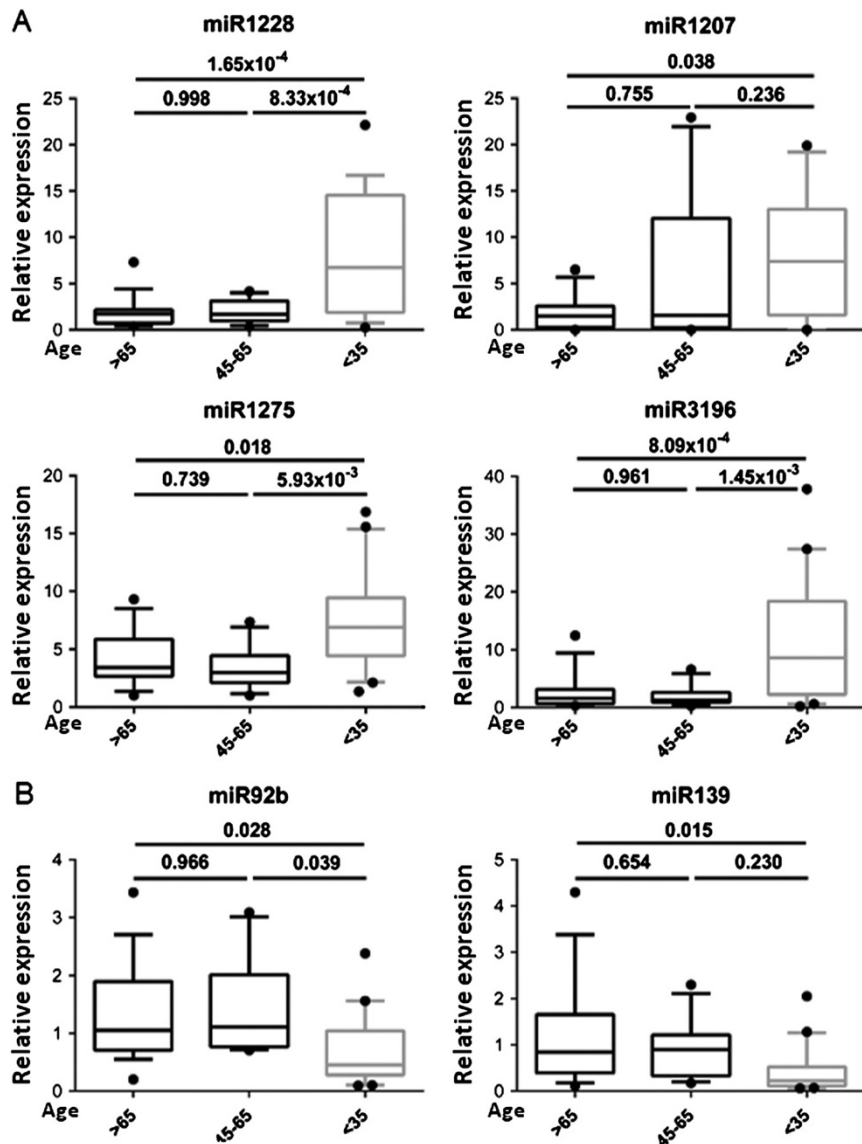 A
miR1228
1.65x10⁻⁴
0.998 8.33x10⁻⁴
25
20
15
10
5
0
Relative expression
Age >65 45-65 <35
miR1207
0.038
0.755 0.236
25
20
15
10
5
0
Relative expression
Age >65 45-65 <35
miR1275
0.018
0.739 5.93x10⁻³
20
15
10
5
0
Relative expression
Age >65 45-65 <35
miR3196
8.09x10⁻⁴
0.961 1.45x10⁻³
40
30
20
10
0
Relative expression
Age >65 45-65 <35
B
miR92b
0.028
0.966 0.039
4
3
2
1
0
Relative expression
Age >65 45-65 <35
miR139
0.015
0.654 0.230
5
4
3
2
1
0
Relative expression
Age >65 45-65 <35